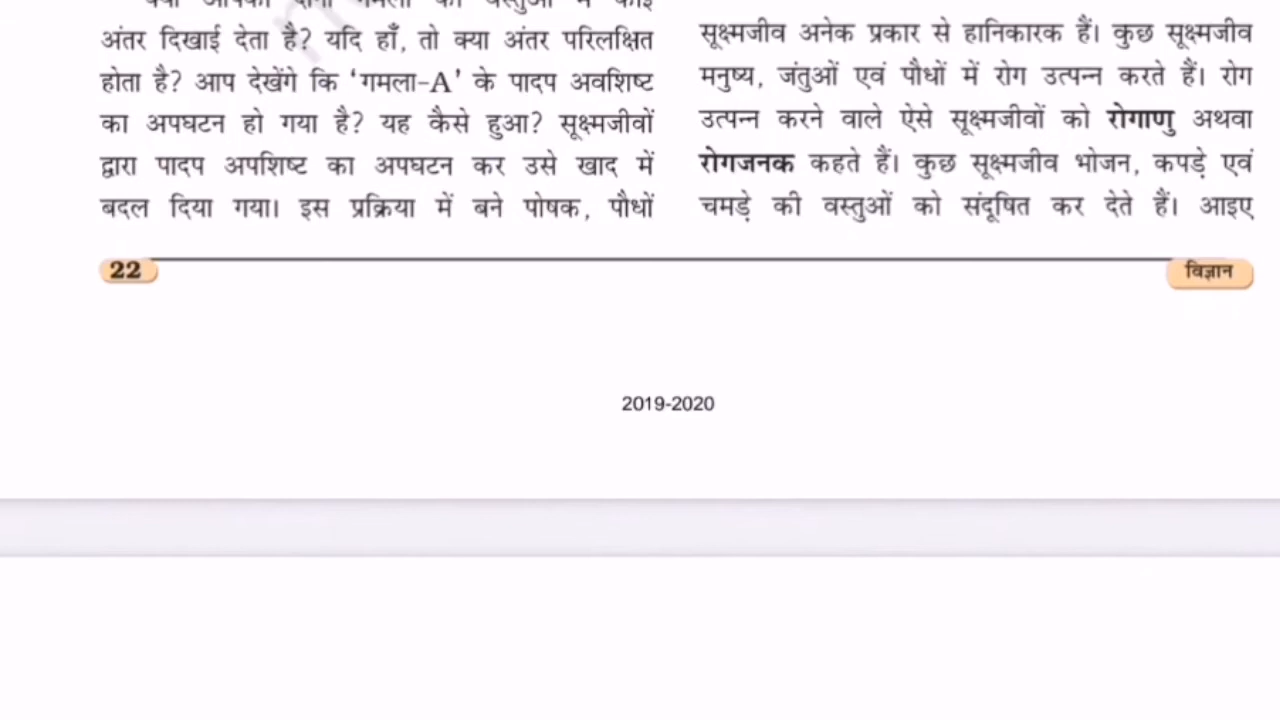 अंतर दिखाई देता है? यदि हाँ, तो क्या अंतर परिलक्षित
होता है? आप देखेंगे कि ‘गमला-A’ के पादप अवशिष्ट
का अपघटन हो गया है? यह कैसे हुआ? सूक्ष्मजीवों
द्वारा पादप अपशिष्ट का अपघटन कर उसे खाद में
बदल दिया गया। इस प्रक्रिया में बने पोषक, पौधों
सूक्ष्मजीव अनेक प्रकार से हानिकारक हैं। कुछ सूक्ष्मजीव
मनुष्य, जंतुओं एवं पौधों में रोग उत्पन्न करते हैं। रोग
उत्पन्न करने वाले ऐसे सूक्ष्मजीवों को रोगाणु अथवा
रोगजनक कहते हैं। कुछ सूक्ष्मजीव भोजन, कपड़े एवं
चमड़े की वस्तुओं को संदूषित कर देते हैं। आइए
22
विज्ञान
2019-2020